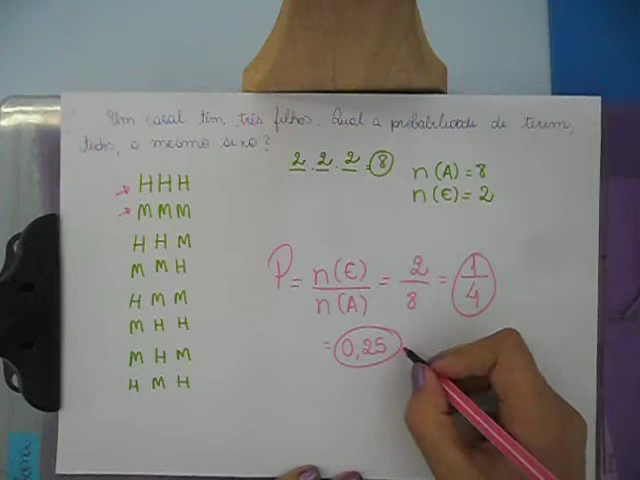 Um casal tem três filhos. Qual a probabilidade de terem,
todos, o mesmo sexo?
2 . 2 . 2 = 8
n(A) = 8
n(E) = 2
→ HHH
→ MMM
HHM
MMH
HMM
MHH
MHM
HMH
P = n(E)/n(A) = 2/8 = 1/4
= 0,25